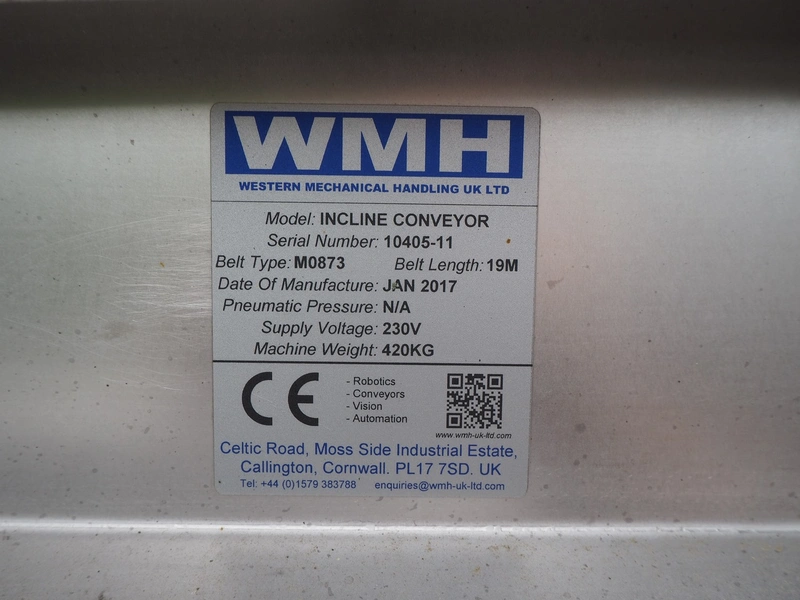 WMH
WESTERN MECHANICAL HANDLING UK LTD
Model: INCLINE CONVEYOR
Serial Number: 10405-11
Belt Type: M0873 Belt Length: 19M
Date Of Manufacture: JAN 2017
Pneumatic Pressure: N/A
Supply Voltage: 230V
Machine Weight: 420KG
CE
- Robotics
- Conveyors
- Vision
- Automation
www.wmh-uk-ltd.com
Celtic Road, Moss Side Industrial Estate,
Callington, Cornwall. PL17 7SD. UK
Tel: +44 (0)1579 383788 enquiries@wmh-uk-ltd.com